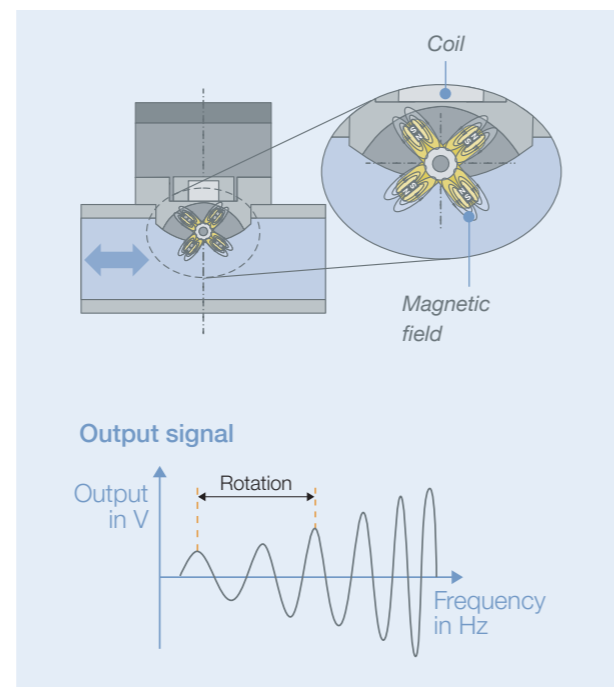 Coil
S N
S N
S N
S N
Magnetic
field
Output signal
Output
in V
Rotation
Frequency
in Hz